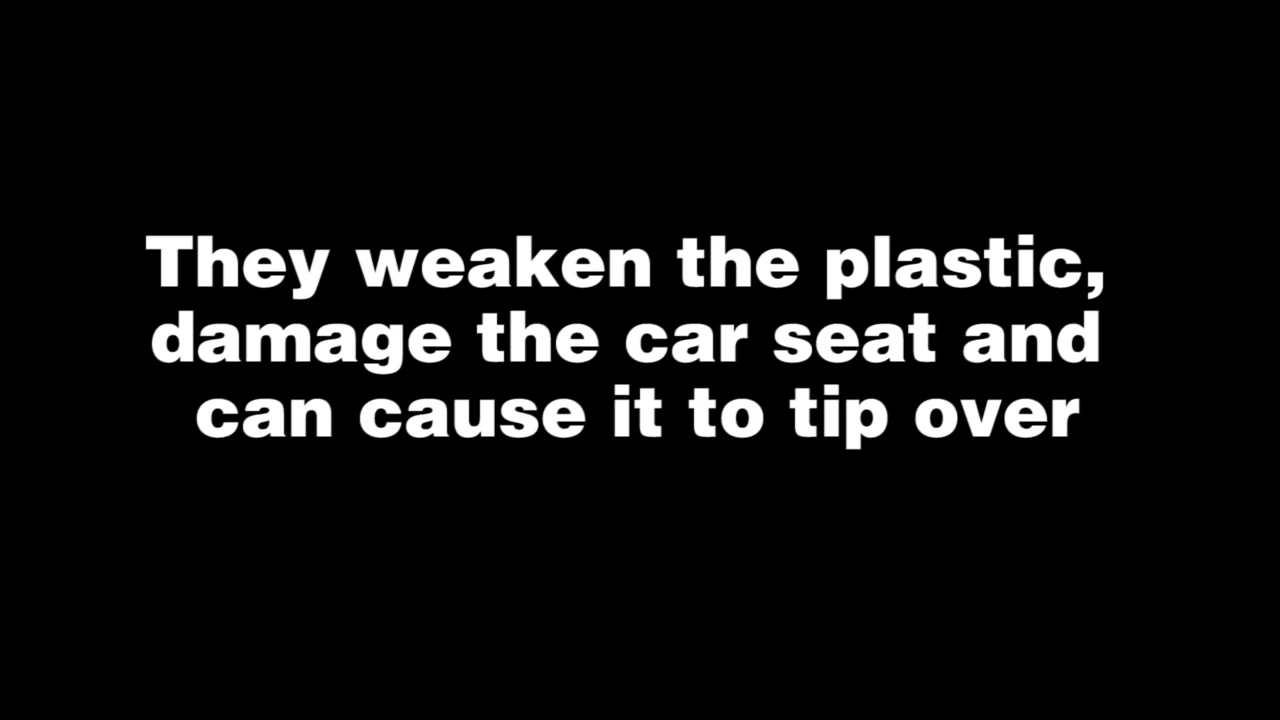 They weaken the plastic,
damage the car seat and
can cause it to tip over